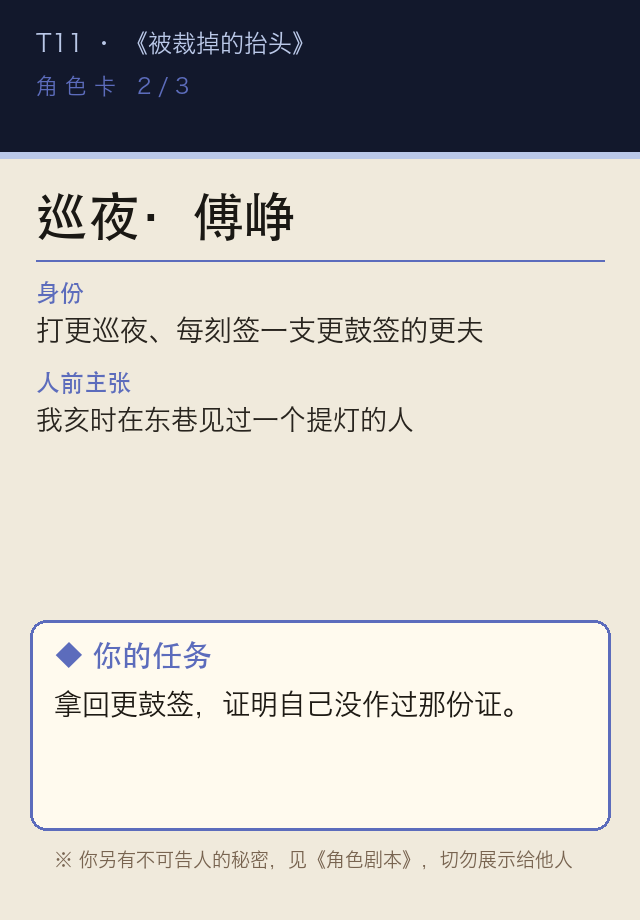 T11 · 《被裁掉的抬头》
角色卡 2/3
巡夜· 傅峥
身份
打更巡夜、每刻签一支更鼓签的更夫
人前主张
我亥时在东巷见过一个提灯的人
◆ 你的任务
拿回更鼓签，证明自己没作过那份证。
※ 你另有不可告人的秘密，见《角色剧本》，切勿展示给他人